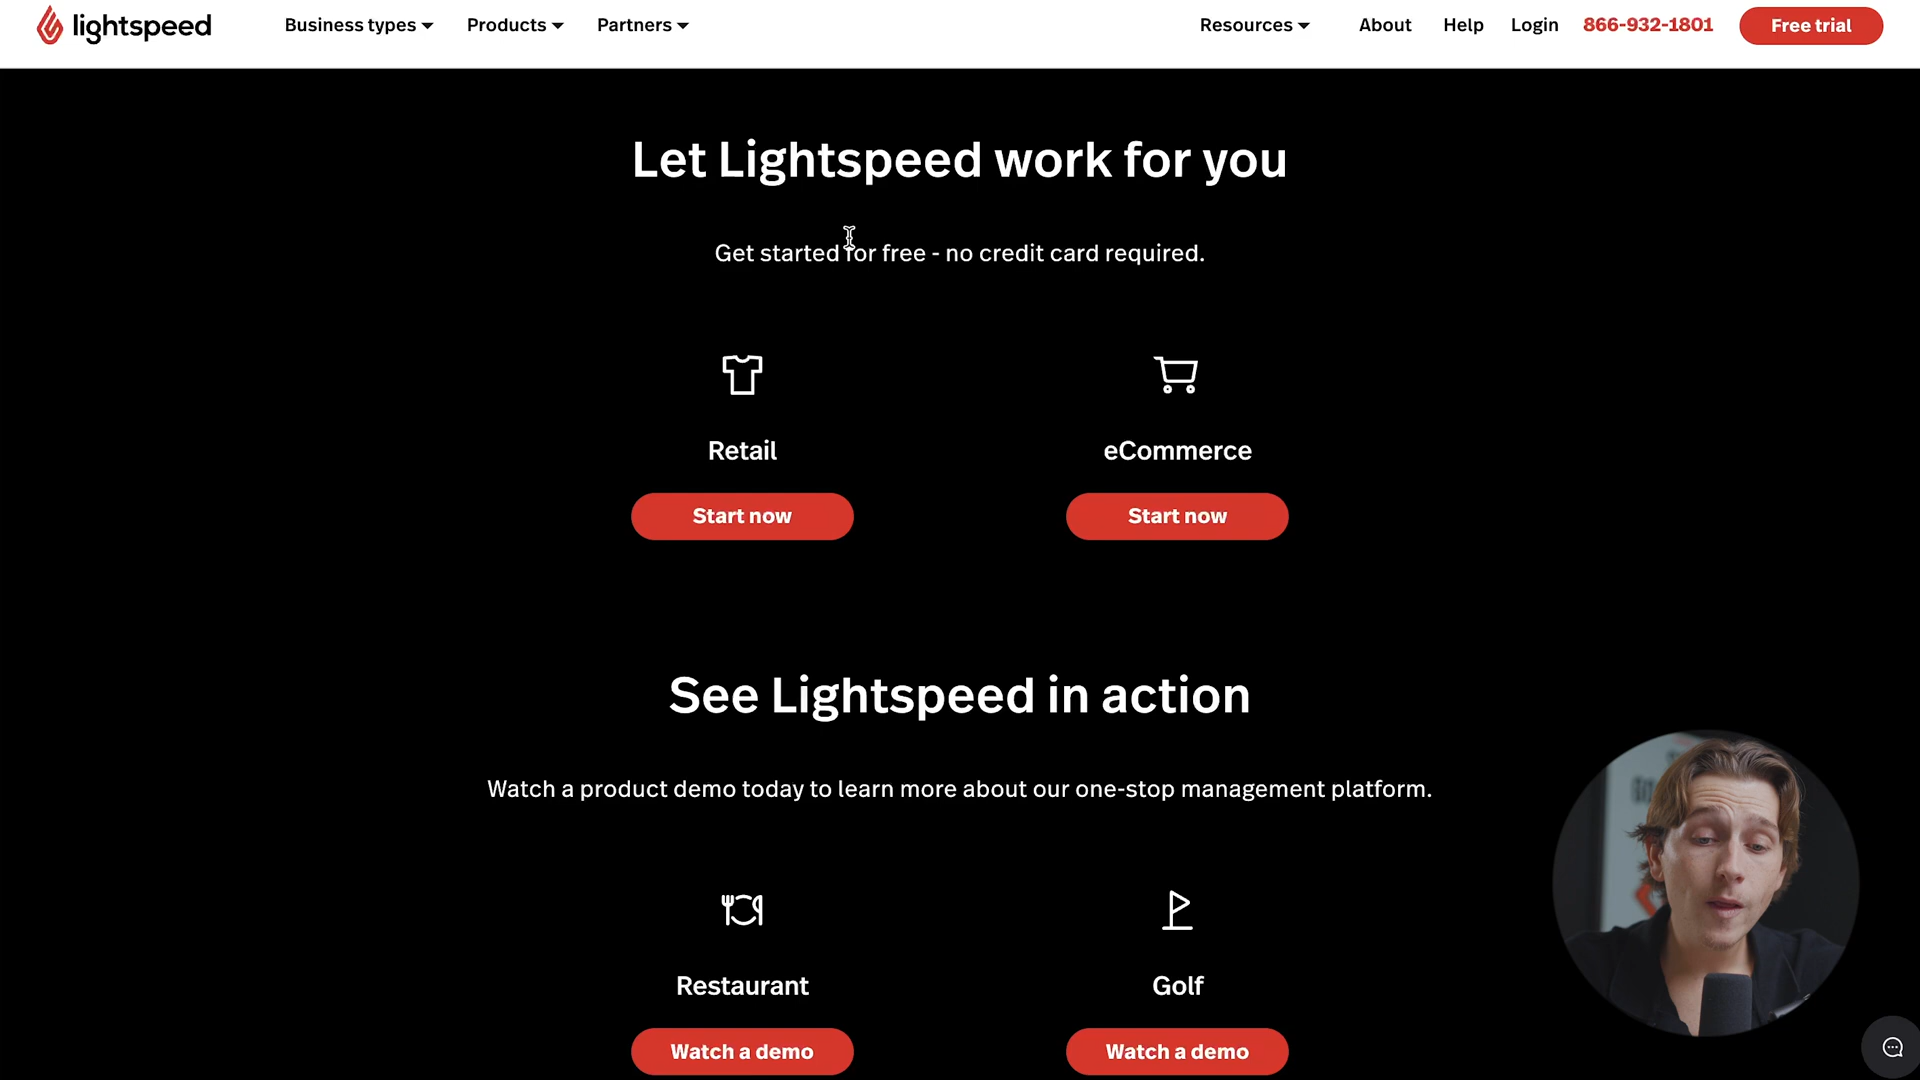 lightspeed
Business types
Products
Partners
Resources
About
Help
Login
866-932-1801
Free trial
Let Lightspeed work for you
Get started for free - no credit card required.
Retail
eCommerce
Start now
Start now
See Lightspeed in action
Watch a product demo today to learn more about our one-stop management platform.
Restaurant
Golf
Watch a demo
Watch a demo